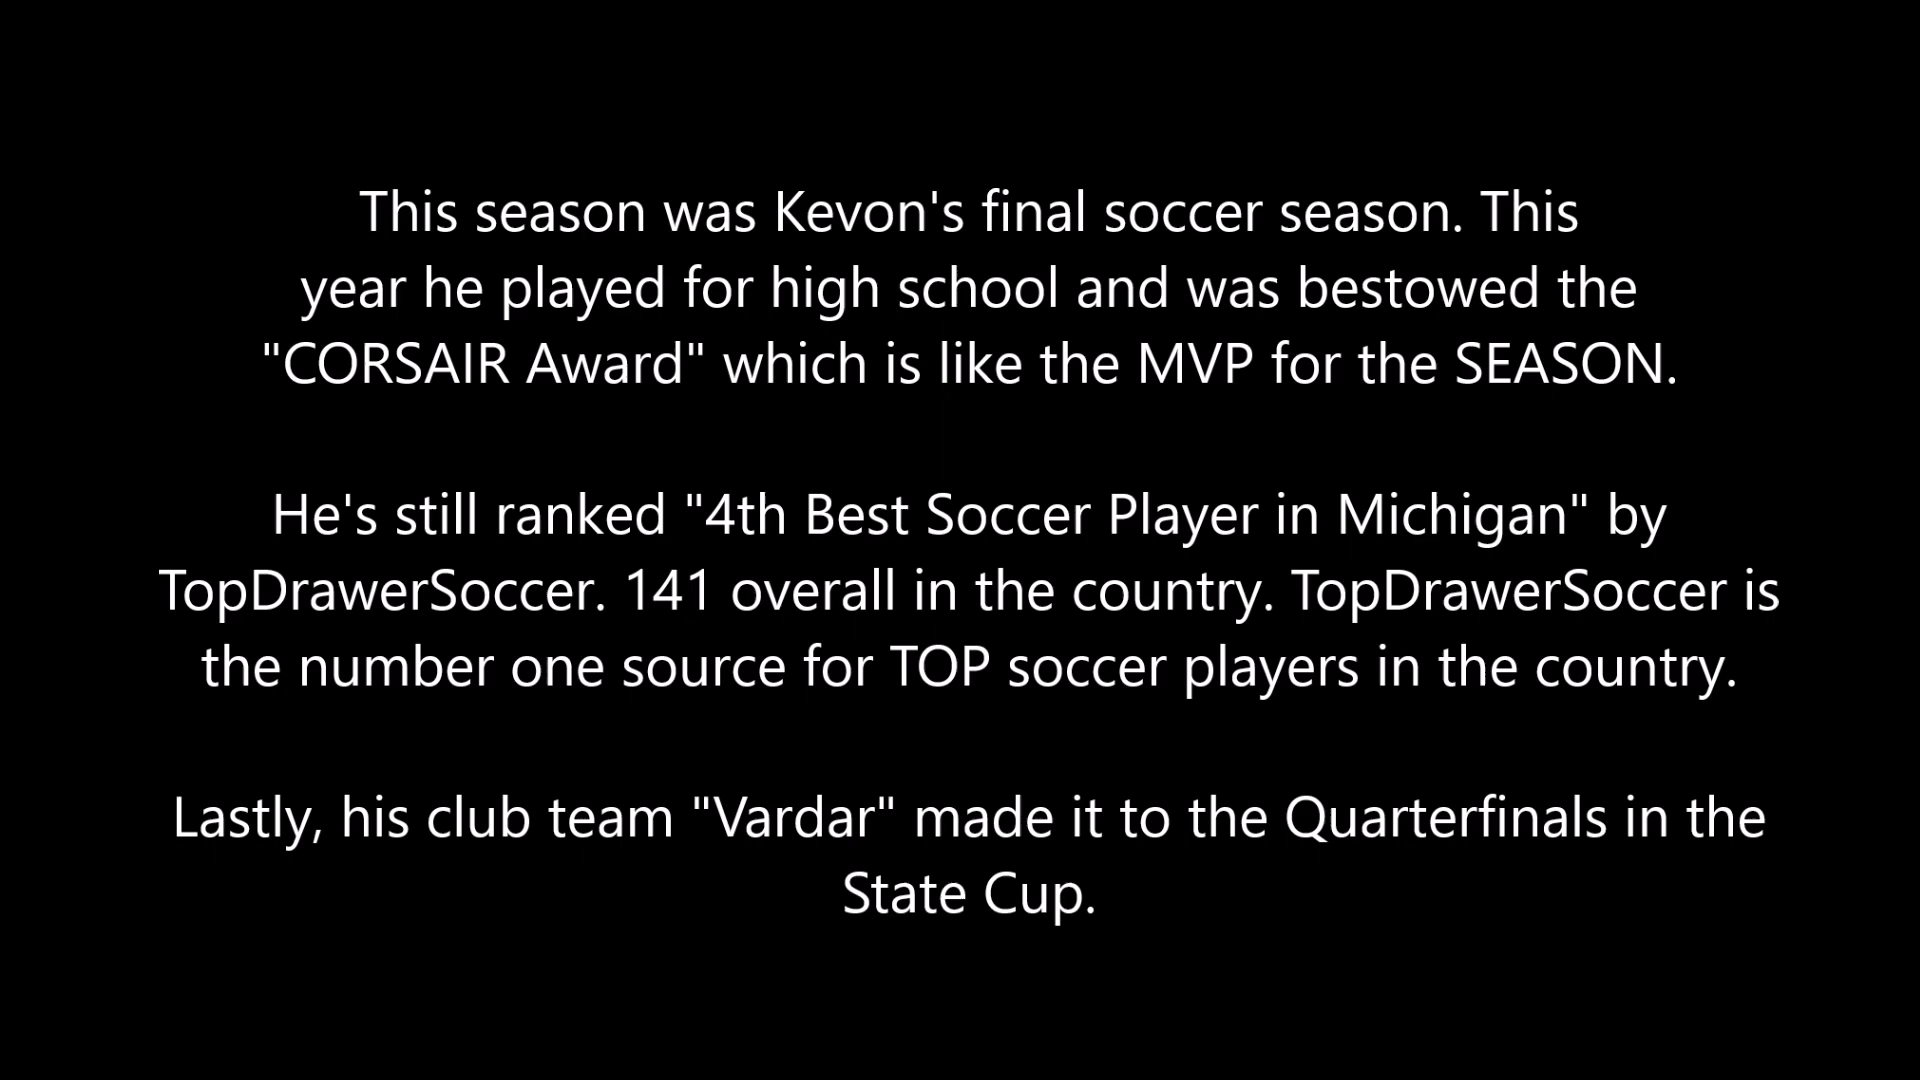 This season was Kevon's final soccer season. This
year he played for high school and was bestowed the
"CORSAIR Award" which is like the MVP for the SEASON.
He's still ranked "4th Best Soccer Player in Michigan" by
TopDrawerSoccer. 141 overall in the country. TopDrawerSoccer is
the number one source for TOP soccer players in the country.
Lastly, his club team "Vardar" made it to the Quarterfinals in the
State Cup.